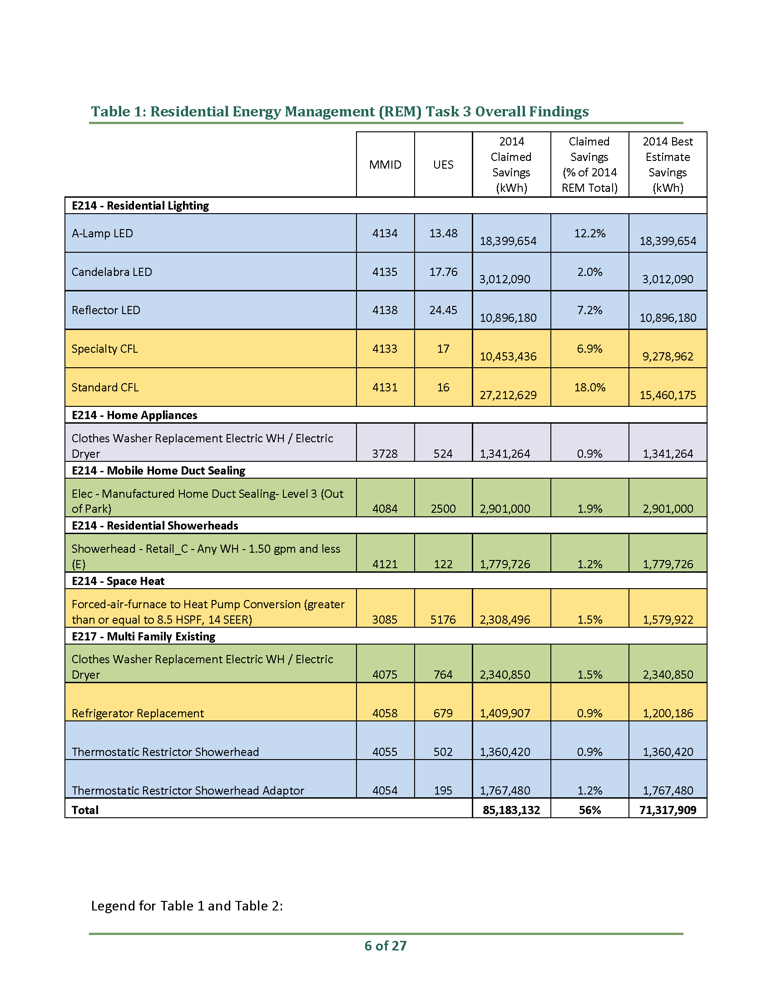 Table 1: Residential Energy Management (REM) Task 3 Overall Findings
MMID UES 2014 Claimed Savings (kWh) Claimed Savings (% of 2014 REM Total) 2014 Best Estimate Savings (kWh)
E214 - Residential Lighting
A-Lamp LED 4134 13.48 18,399,654 12.2% 18,399,654
Candelabra LED 4135 17.76 3,012,090 2.0% 3,012,090
Reflector LED 4138 24.45 10,896,180 7.2% 10,896,180
Specialty CFL 4133 17 10,453,436 6.9% 9,278,962
Standard CFL 4131 16 27,212,629 18.0% 15,460,175
E214 - Home Appliances
Clothes Washer Replacement Electric WH / Electric
Dryer 3728 524 1,341,264 0.9% 1,341,264
E214 - Mobile Home Duct Sealing
Elec - Manufactured Home Duct Sealing- Level 3 (Out
of Park) 4084 2500 2,901,000 1.9% 2,901,000
E214 - Residential Showerheads
Showerhead - Retail_C - Any WH - 1.50 gpm and less
(E) 4121 122 1,779,726 1.2% 1,779,726
E214 - Space Heat
Forced-air-furnace to Heat Pump Conversion (greater
than or equal to 8.5 HSPF, 14 SEER) 3085 5176 2,308,496 1.5% 1,579,922
E217 - Multi Family Existing
Clothes Washer Replacement Electric WH / Electric
Dryer 4075 764 2,340,850 1.5% 2,340,850
Refrigerator Replacement 4058 679 1,409,907 0.9% 1,200,186
Thermostatic Restrictor Showerhead 4055 502 1,360,420 0.9% 1,360,420
Thermostatic Restrictor Showerhead Adaptor 4054 195 1,767,480 1.2% 1,767,480
Total 85,183,132 56% 71,317,909
Legend for Table 1 and Table 2:
6 of 27